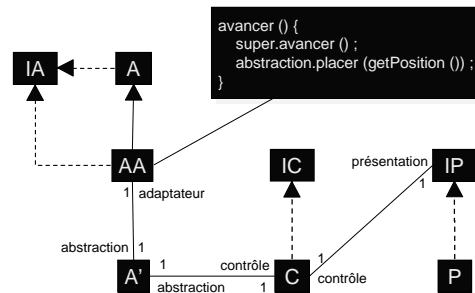 avancer () {
super.avancer () ;
abstraction.placer (getPosition ()) ;
}
IA
A
AA
IC
présentation
IP
1
adaptateur
1
abstraction
1
1
contrôle
1
A'
abstraction
1
C
contrôle
P